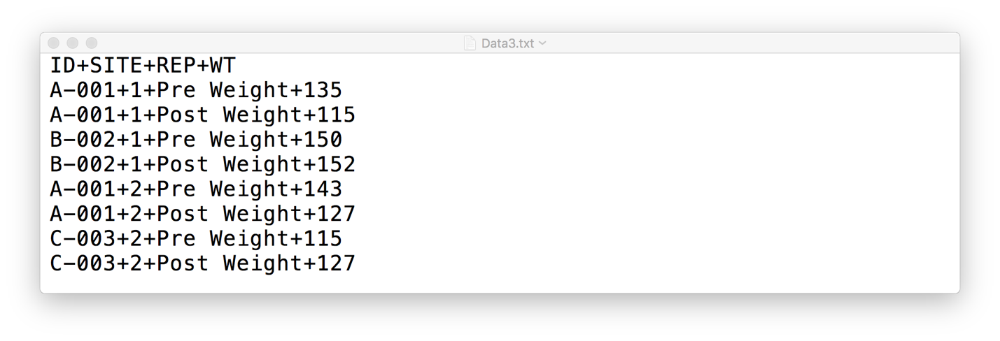 Data3.txt
ID+SITE+REP+WT
A-001+1+Pre Weight+135
A-001+1+Post Weight+115
B-002+1+Pre Weight+150
B-002+1+Post Weight+152
A-001+2+Pre Weight+143
A-001+2+Post Weight+127
C-003+2+Pre Weight+115
C-003+2+Post Weight+127